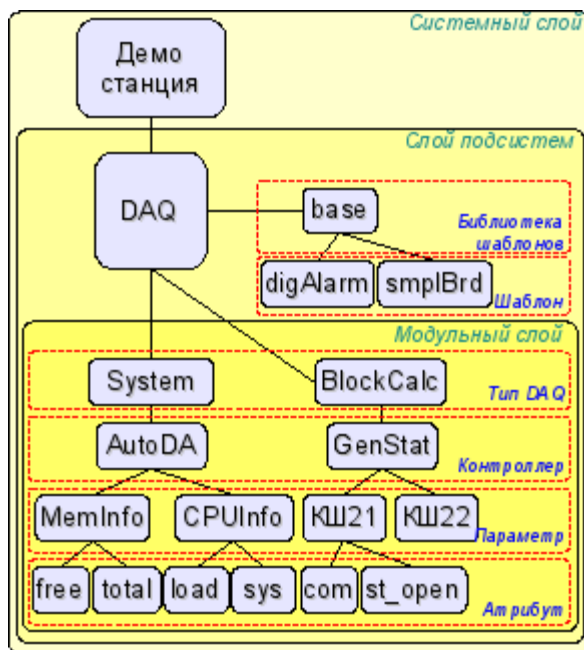 Системный слой
Демо
станция
Слой подсистем
DAQ
base
Библиотека
шаблонов
digAlarm smplBrd
Шаблон
Модульный слой
System BlockCalc
Тип DAQ
AutoDA GenStat
Контроллер
MemInfo CPUInfo КШ21 КШ22
Параметр
free total load sys com st_open
Атрибут